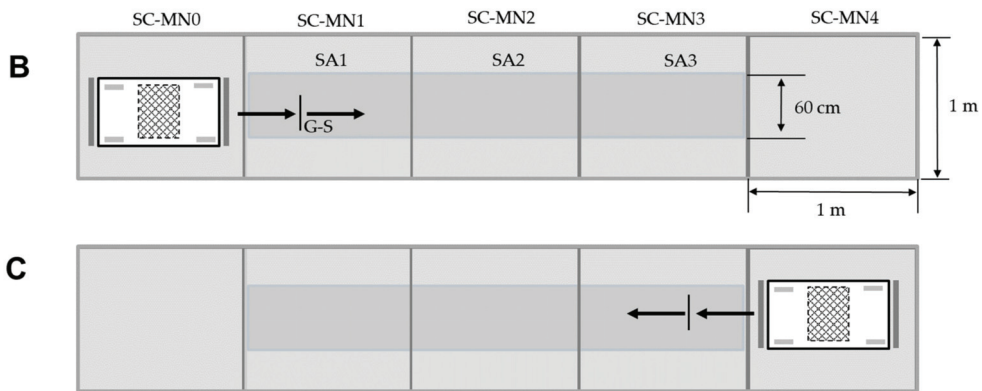 SC-MN0 SC-MN1 SC-MN2 SC-MN3 SC-MN4
B
SA1 SA2 SA3
G-S
60 cm
1 m
1 m
C